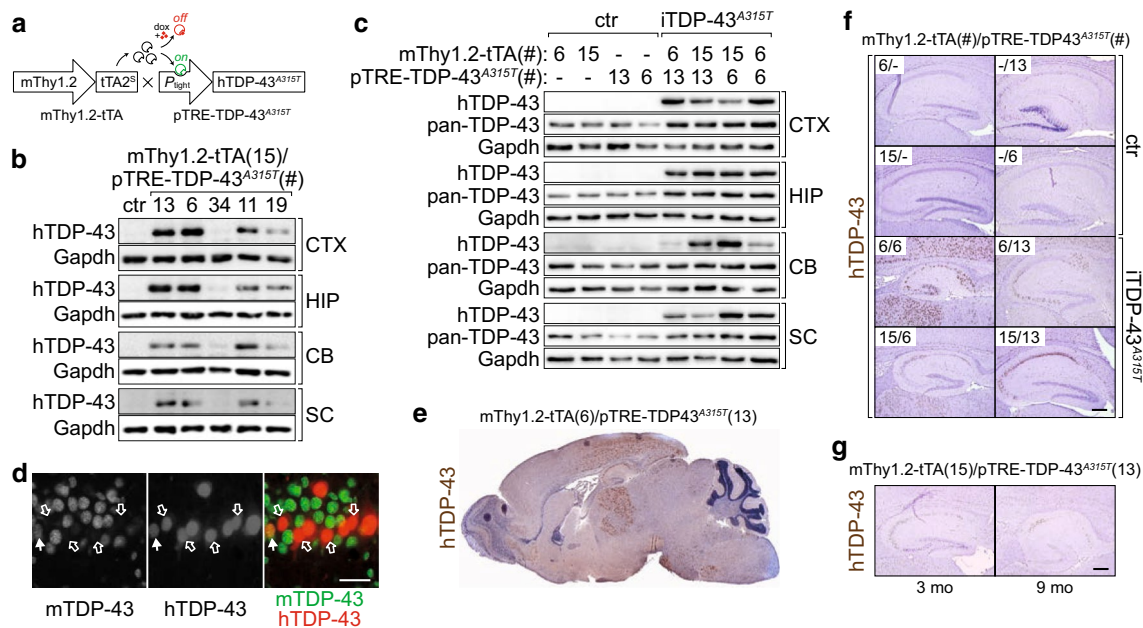 a
dox
off
on
mThy1.2
tTA2S
×
Ptight
hTDP-43A315T
mThy1.2-tTA
pTRE-TDP-43A315T
b
mThy1.2-tTA(15)/
pTRE-TDP-43A315T(#)
ctr 13 6 34 11 19
hTDP-43
Gapdh
CTX
hTDP-43
Gapdh
HIP
hTDP-43
Gapdh
CB
hTDP-43
Gapdh
SC
c
ctr
iTDP-43A315T
mThy1.2-tTA(#): 6 15 - - 6 15 15 6
pTRE-TDP-43A315T(#): - - 13 6 13 13 6 6
hTDP-43
pan-TDP-43
Gapdh
CTX
hTDP-43
pan-TDP-43
Gapdh
HIP
hTDP-43
pan-TDP-43
Gapdh
CB
hTDP-43
pan-TDP-43
Gapdh
SC
d
mTDP-43
hTDP-43
mTDP-43
hTDP-43
e
mThy1.2-tTA(6)/pTRE-TDP43A315T(13)
hTDP-43
f
mThy1.2-tTA(#)/pTRE-TDP43A315T(#)
6/-
-/13
15/-
-/6
6/6
6/13
15/6
15/13
hTDP-43
ctr
iTDP-43A315T
g
mThy1.2-tTA(15)/pTRE-TDP-43A315T(13)
hTDP-43
3 mo
9 mo